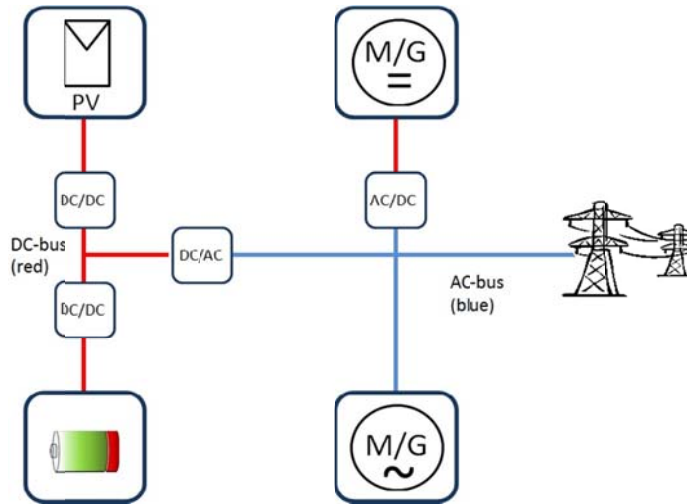 PV
M/G
=
DC/DC
AC/DC
DC-bus
(red)
DC/AC
AC-bus
(blue)
DC/DC
M/G
~